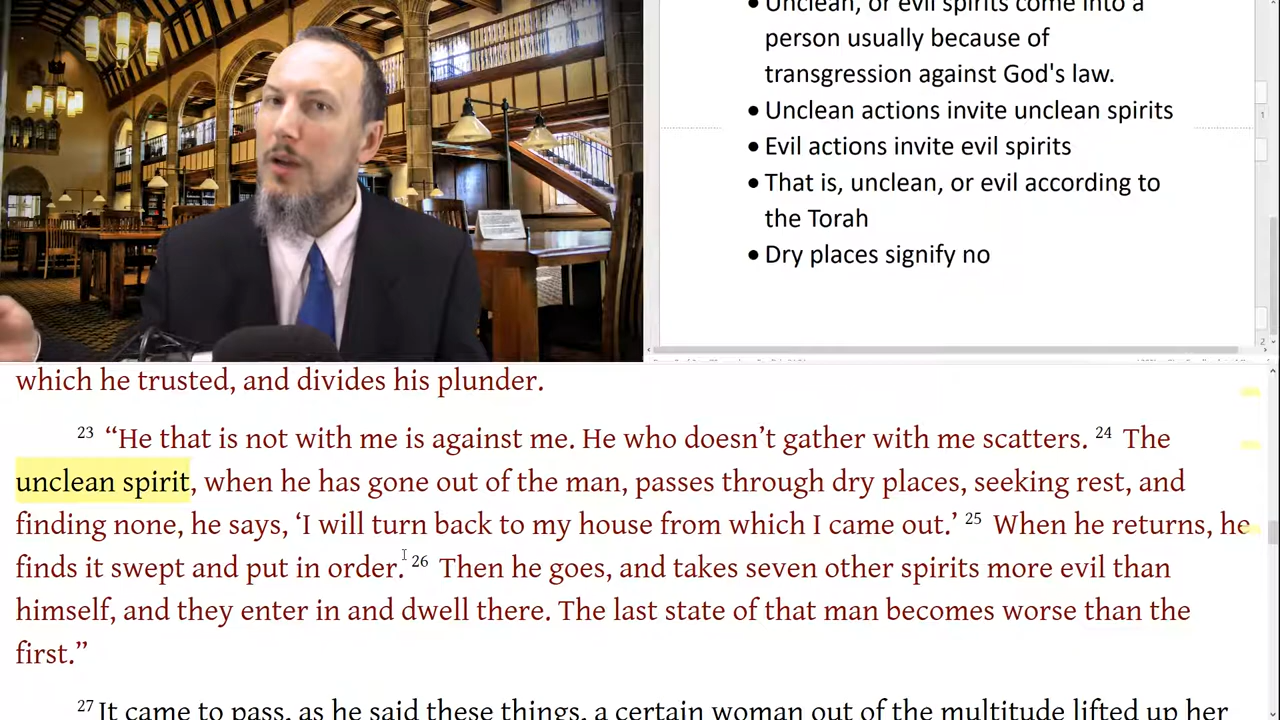 Unclean, or evil spirits come into a
person usually because of
transgression against God's law.
• Unclean actions invite unclean spirits
• Evil actions invite evil spirits
• That is, unclean, or evil according to
the Torah
• Dry places signify no
1
2
which he trusted, and divides his plunder.
23 “He that is not with me is against me. He who doesn’t gather with me scatters. 24 The
unclean spirit, when he has gone out of the man, passes through dry places, seeking rest, and
finding none, he says, ‘I will turn back to my house from which I came out.’ 25 When he returns, he
finds it swept and put in order. 26 Then he goes, and takes seven other spirits more evil than
himself, and they enter in and dwell there. The last state of that man becomes worse than the
first.”
27 It came to pass, as he said these things, a certain woman out of the multitude lifted up her